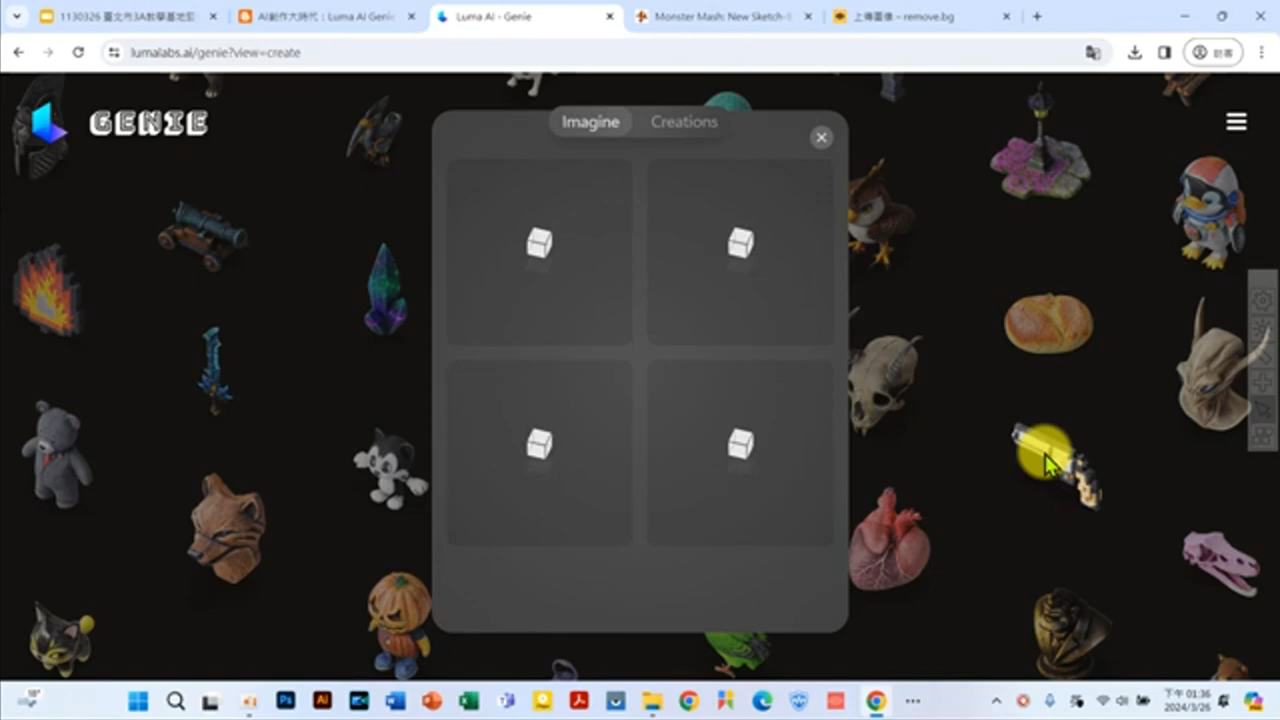 1130326 臺北市3A教學基地
AI創作大時代：Luma AI Genie
Luma AI - Genie
Monster Mash: New Sketch-
上傳圖像 – remove.bg
lumalabs.ai/genie?view=create
訪客
GENIE
Imagine
Creations
下午 01:36
2024/3/26